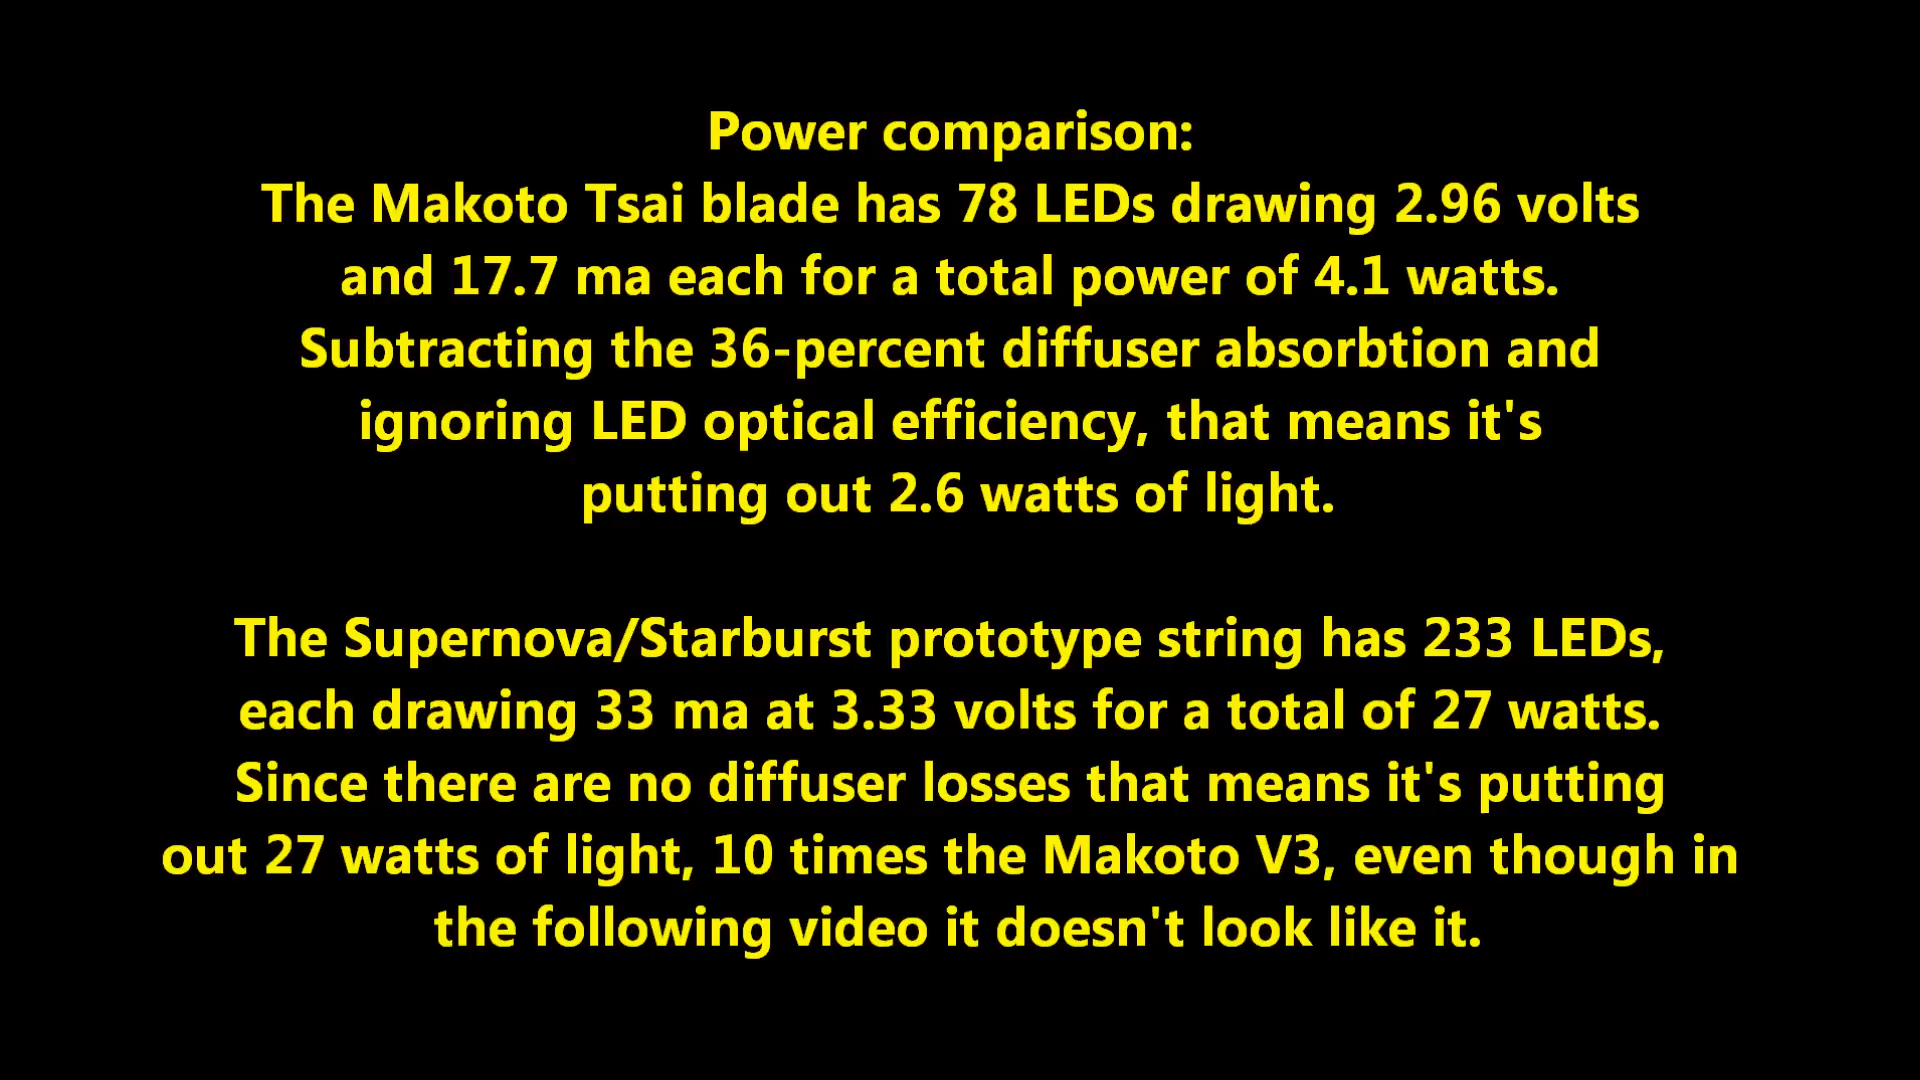 Power comparison:
The Makoto Tsai blade has 78 LEDs drawing 2.96 volts
and 17.7 ma each for a total power of 4.1 watts.
Subtracting the 36-percent diffuser absorbtion and
ignoring LED optical efficiency, that means it's
putting out 2.6 watts of light.
The Supernova/Starburst prototype string has 233 LEDs,
each drawing 33 ma at 3.33 volts for a total of 27 watts.
Since there are no diffuser losses that means it's putting
out 27 watts of light, 10 times the Makoto V3, even though in
the following video it doesn't look like it.